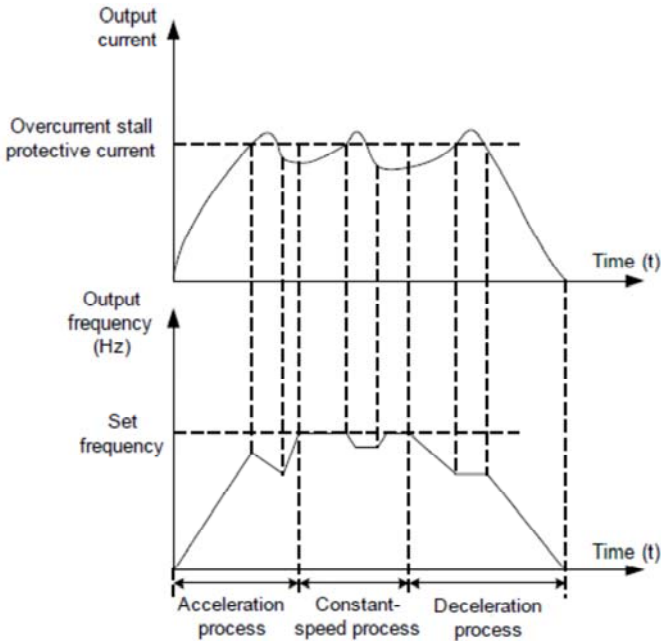 Output
current
Overcurrent stall
protective current
Time (t)
Output
frequency
(Hz)
Set
frequency
Time (t)
Acceleration
process
Constant-
speed process
Deceleration
process